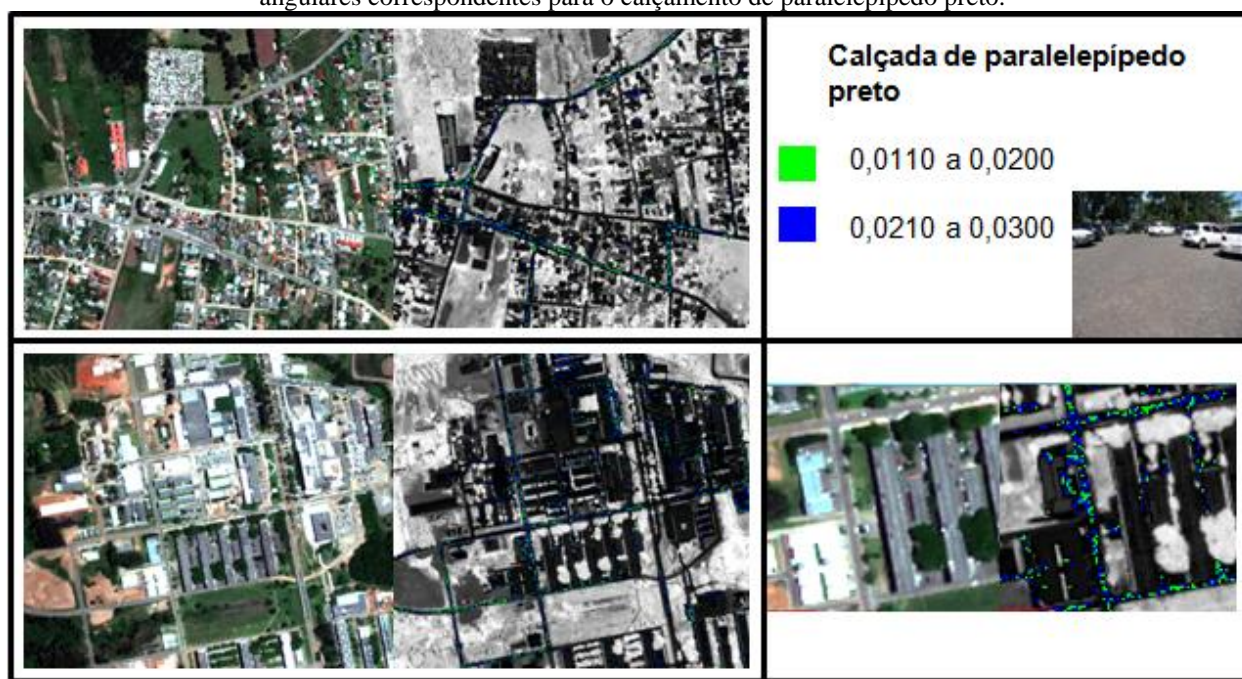 angulares correspondentes para o calçamento de paralelepípedo preto.
Calçada de paralelepípedo
preto
0,0110 a 0,0200
0,0210 a 0,0300